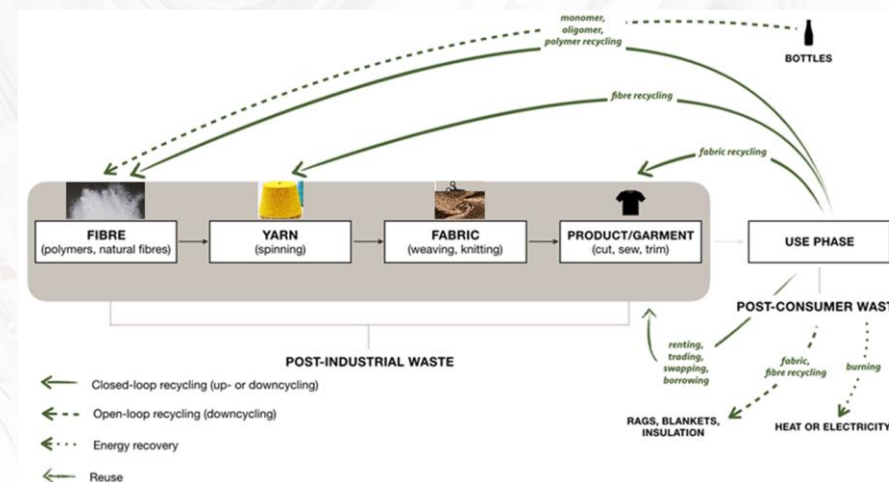 monomer,
oligomer,
polymer recycling
BOTTLES
fibre recycling
fabric recycling
FIBRE
(polymers, natural fibres)
YARN
(spinning)
FABRIC
(weaving, knitting)
PRODUCT/GARMENT
(cut, sew, trim)
USE PHASE
POST-CONSUMER WAST
POST-INDUSTRIAL WASTE
renting,
trading,
swapping,
borrowing
fabric,
fibre recycling
burning
RAGS, BLANKETS,
INSULATION
HEAT OR ELECTRICITY
Closed-loop recycling (up- or downcycling)
Open-loop recycling (downcycling)
Energy recovery
Reuse